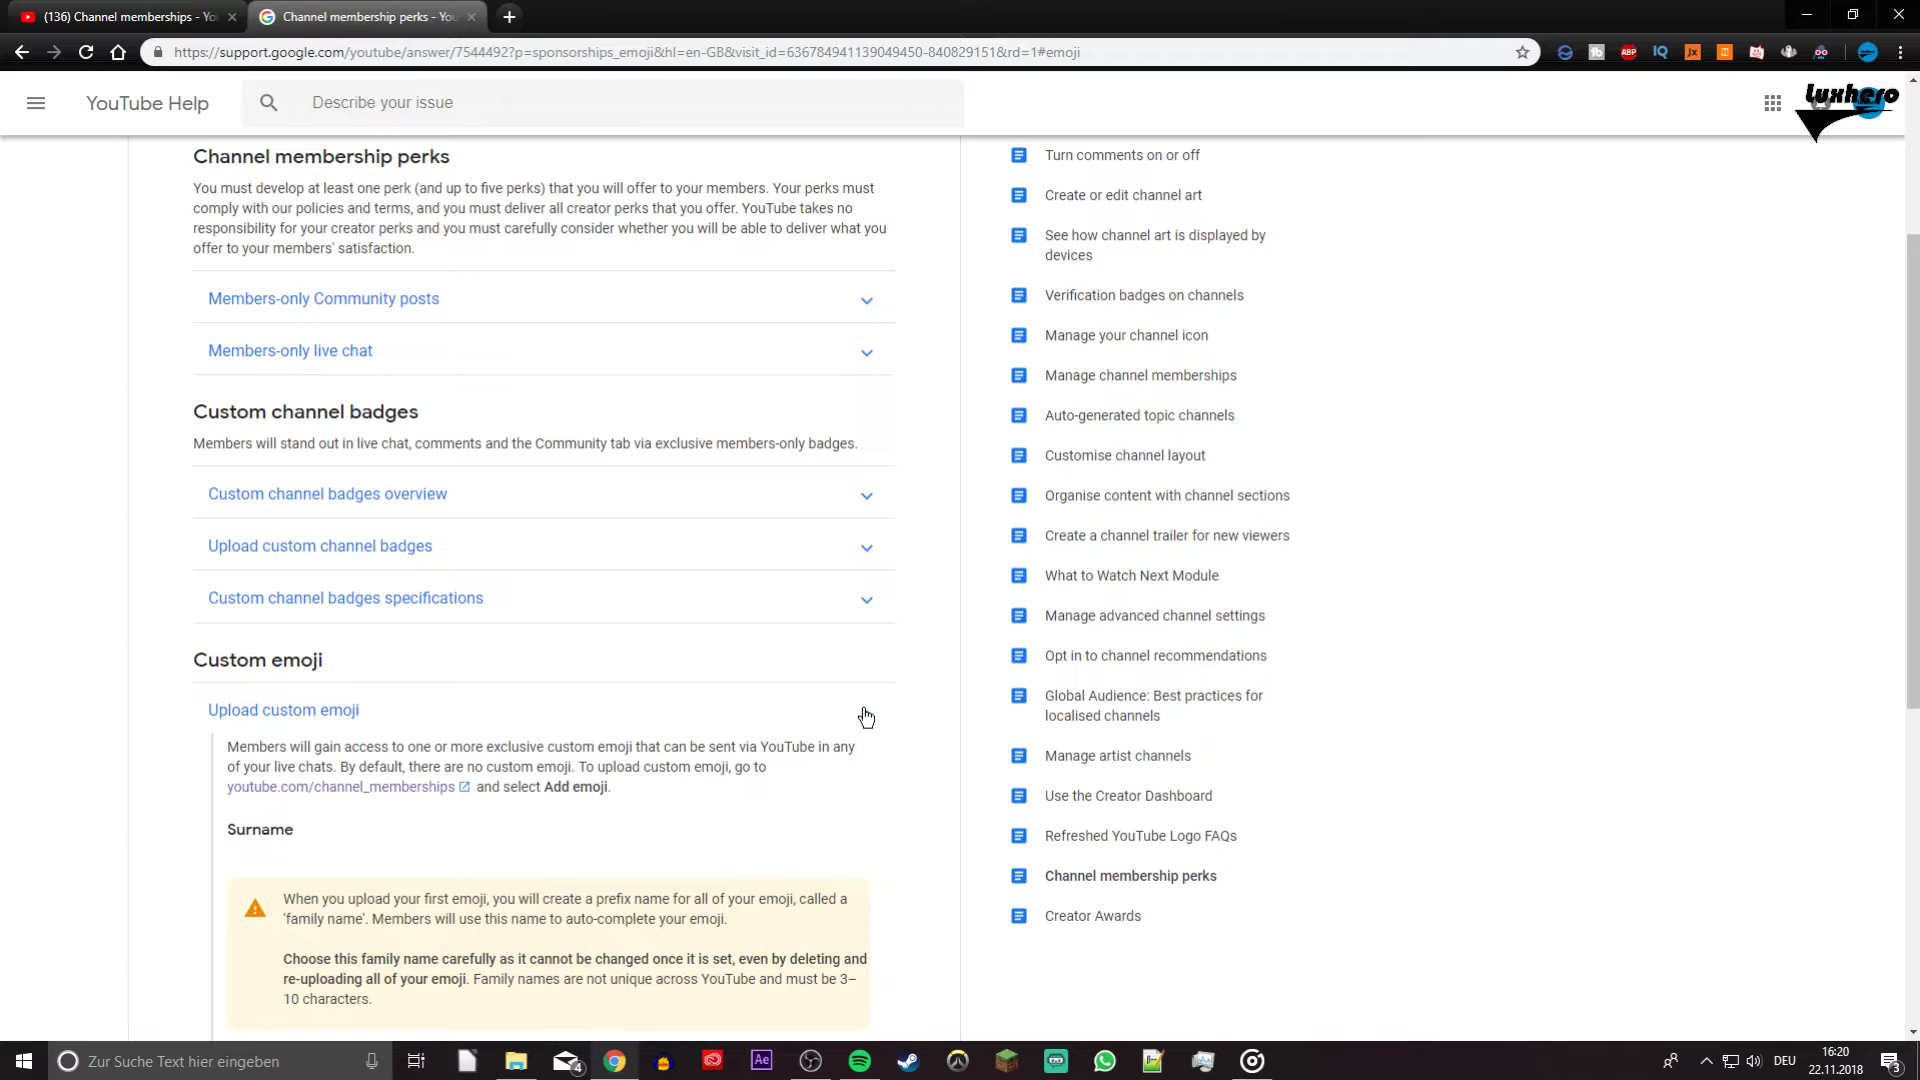 (136) Channel memberships - Yo
Channel membership perks - You
https://support.google.com/youtube/answer/7544492?p=sponsorships_emoji&hl=en-GB&visit_id=636784941139049450-840829151&rd=1#emoji
YouTube Help
Describe your issue
luxhero
Channel membership perks
You must develop at least one perk (and up to five perks) that you will offer to your members. Your perks must
comply with our policies and terms, and you must deliver all creator perks that you offer. YouTube takes no
responsibility for your creator perks and you must carefully consider whether you will be able to deliver what you
offer to your members' satisfaction.
Members-only Community posts
Members-only live chat
Custom channel badges
Members will stand out in live chat, comments and the Community tab via exclusive members-only badges.
Custom channel badges overview
Upload custom channel badges
Custom channel badges specifications
Custom emoji
Upload custom emoji
Members will gain access to one or more exclusive custom emoji that can be sent via YouTube in any
of your live chats. By default, there are no custom emoji. To upload custom emoji, go to
youtube.com/channel_memberships and select Add emoji.
Surname
When you upload your first emoji, you will create a prefix name for all of your emoji, called a
'family name'. Members will use this name to auto-complete your emoji.
Choose this family name carefully as it cannot be changed once it is set, even by deleting and
re-uploading all of your emoji. Family names are not unique across YouTube and must be 3–
10 characters.
Turn comments on or off
Create or edit channel art
See how channel art is displayed by
devices
Verification badges on channels
Manage your channel icon
Manage channel memberships
Auto-generated topic channels
Customise channel layout
Organise content with channel sections
Create a channel trailer for new viewers
What to Watch Next Module
Manage advanced channel settings
Opt in to channel recommendations
Global Audience: Best practices for
localised channels
Manage artist channels
Use the Creator Dashboard
Refreshed YouTube Logo FAQs
Channel membership perks
Creator Awards
Zur Suche Text hier eingeben
4
Ae
DEU
16:20
22.11.2018
3